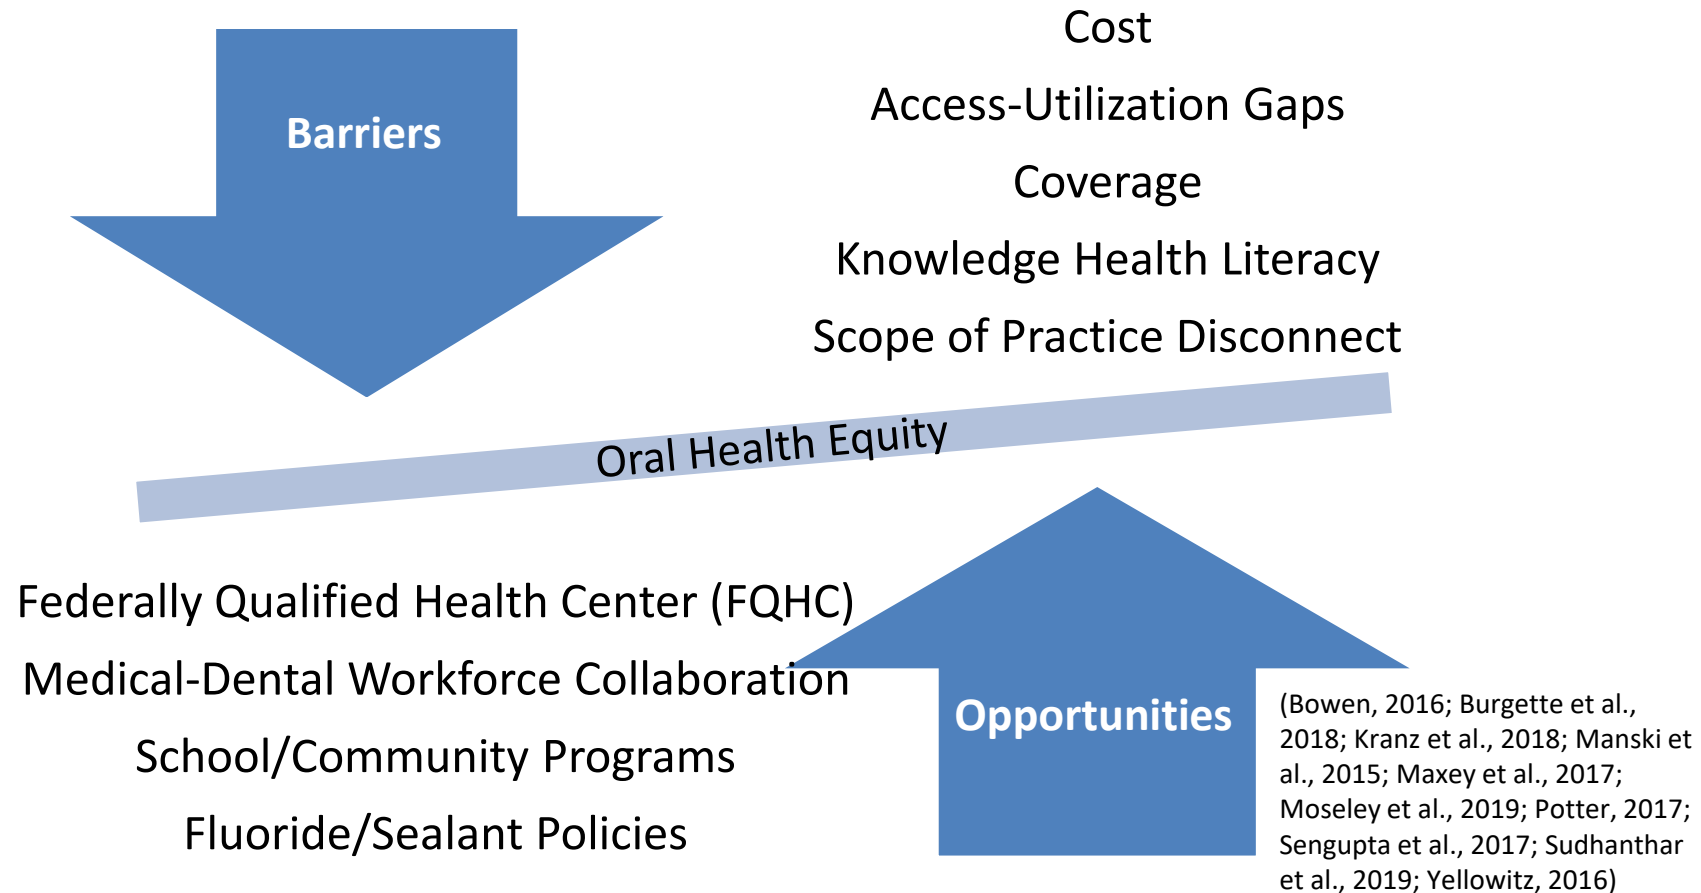 Barriers
Cost
Access-Utilization Gaps
Coverage
Knowledge Health Literacy
Scope of Practice Disconnect
Oral Health Equity
Federally Qualified Health Center (FQHC)
Medical-Dental Workforce Collaboration
School/Community Programs
Fluoride/Sealant Policies
Opportunities
(Bowen, 2016; Burgette et al.,
2018; Kranz et al., 2018; Manski et
al., 2015; Maxey et al., 2017;
Moseley et al., 2019; Potter, 2017;
Sengupta et al., 2017; Sudhanthar
et al., 2019; Yellowitz, 2016)